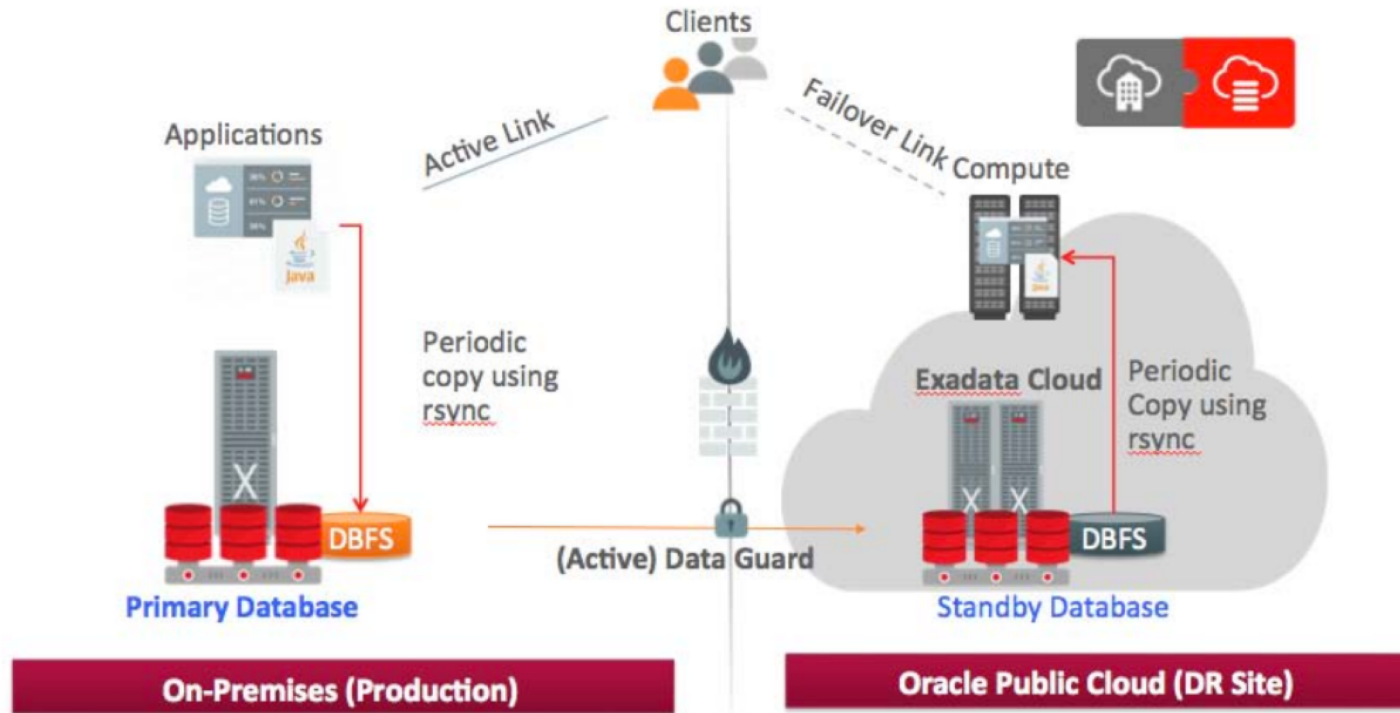 Clients
Active Link
Failover Link
Applications
Java
Compute
Java
Periodic
copy using
rsync
Exadata Cloud
Periodic
Copy using
rsync
X
X X
DBFS
DBFS
(Active) Data Guard
Primary Database
Standby Database
On-Premises (Production)
Oracle Public Cloud (DR Site)